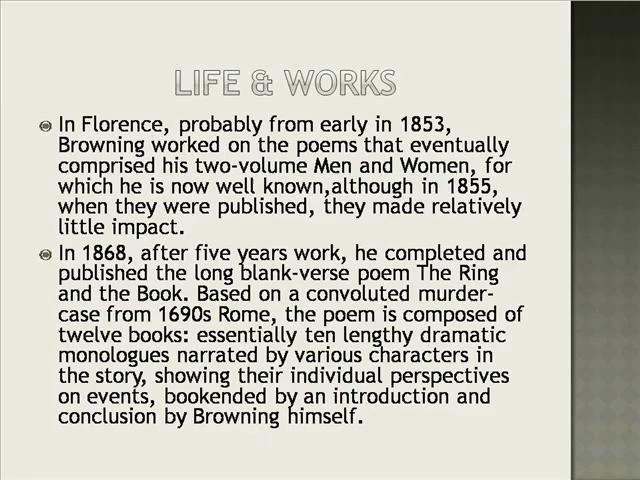 LIFE & WORKS
In Florence, probably from early in 1853,
Browning worked on the poems that eventually
comprised his two-volume Men and Women, for
which he is now well known,although in 1855,
when they were published, they made relatively
little impact.
In 1868, after five years work, he completed and
published the long blank-verse poem The Ring
and the Book. Based on a convoluted murder-
case from 1690s Rome, the poem is composed of
twelve books: essentially ten lengthy dramatic
monologues narrated by various characters in
the story, showing their individual perspectives
on events, bookended by an introduction and
conclusion by Browning himself.